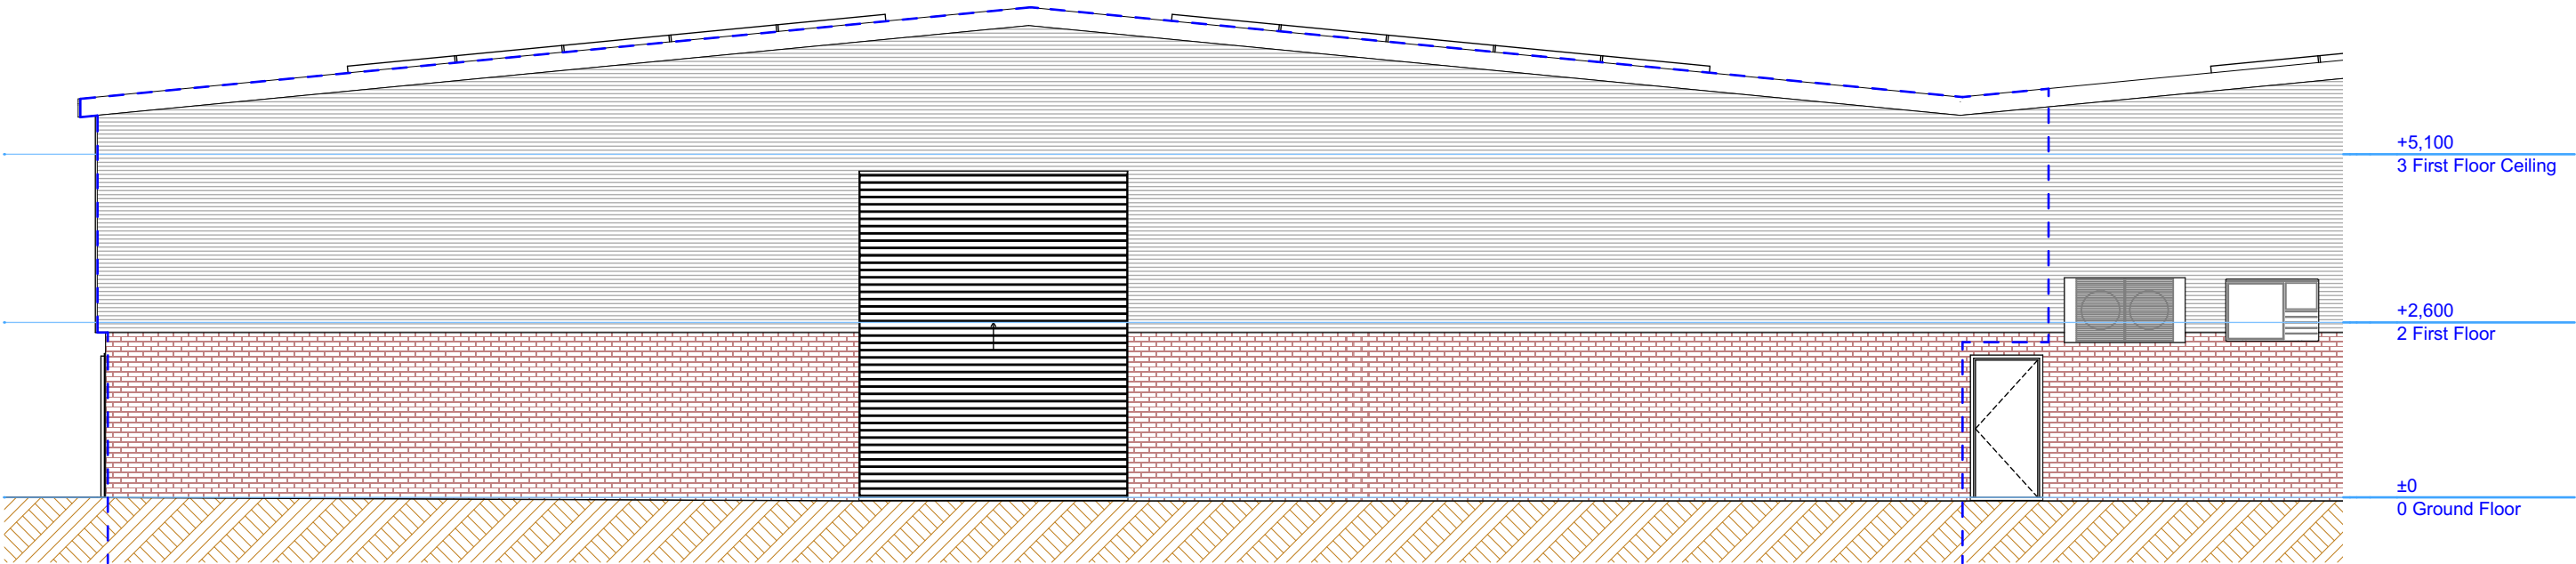 +5,100
3 First Floor Ceiling
+2,600
2 First Floor
±0
0 Ground Floor